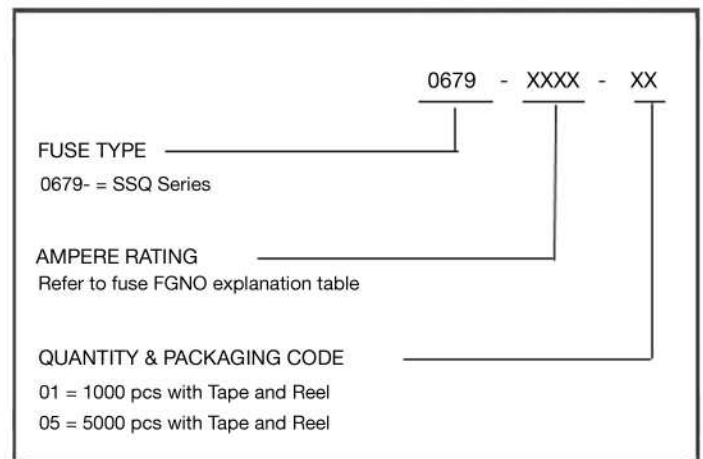 0679 - XXXX - XX
FUSE TYPE
0679- = SSQ Series
AMPERE RATING
Refer to fuse FGNO explanation table
QUANTITY & PACKAGING CODE
01 = 1000 pcs with Tape and Reel
05 = 5000 pcs with Tape and Reel